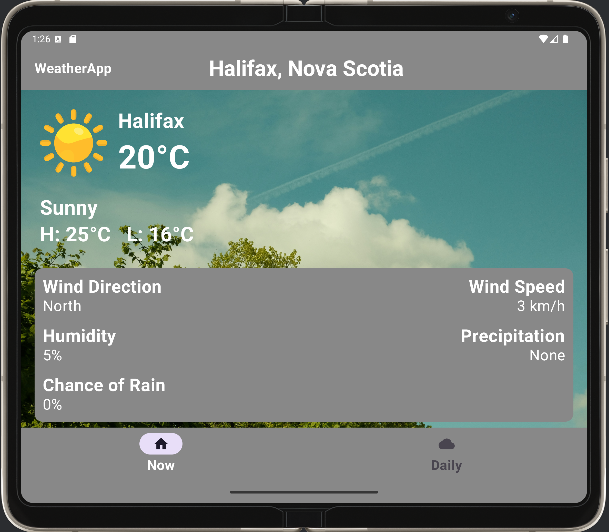 1:26
WeatherApp
Halifax, Nova Scotia
Halifax
20°C
Sunny
H: 25°C L: 16°C
Wind Direction
North
Wind Speed
3 km/h
Humidity
5%
Precipitation
None
Chance of Rain
0%
Now
Daily